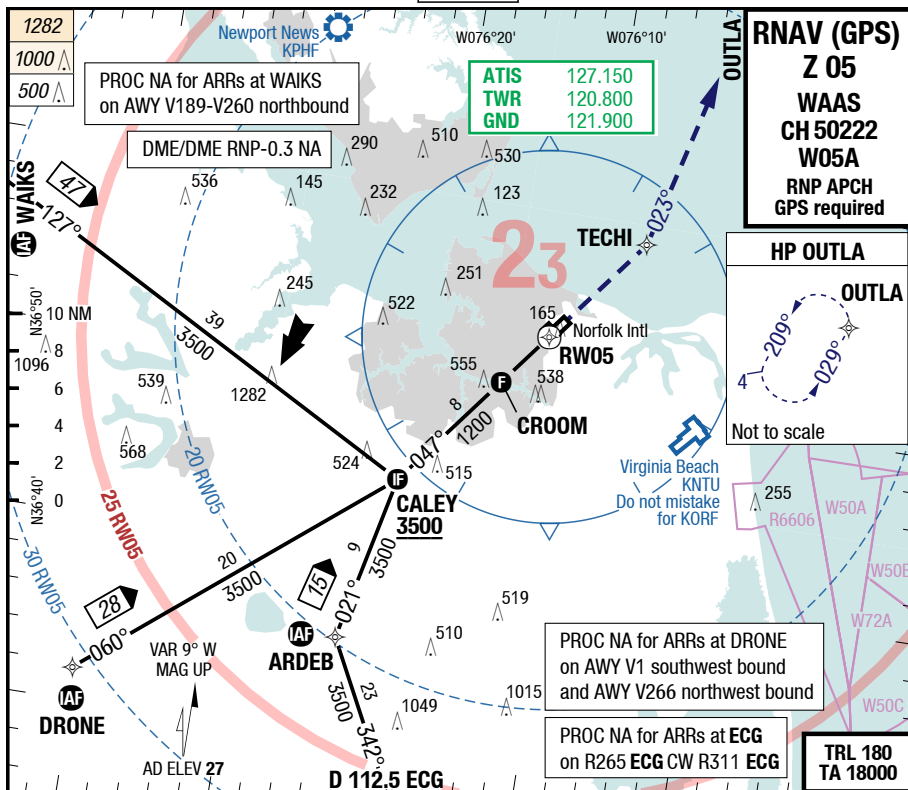 1282
1000
500
Newport News
KPHF
W076°20'
W076°10'
OUTLA
RNAV (GPS)
Z 05
WAAS
CH 50222
W05A
RNP APCH
GPS required
PROC NA for ARRs at WAIKS
on AWY V189-V260 northbound
ATIS 127.150
TWR 120.800
GND 121.900
DME/DME RNP-0.3 NA
290
510
530
536
145
232
123
IAF WAIKS
47
127°
023°
TECHI
23
HP OUTLA
OUTLA
209°
029°
4
Not to scale
245
251
522
165
Norfolk Intl
RW05
N36°50'
10 NM
8
6
4
2
0
N36°40'
1096
39
3500
1282
539
568
555
538
F
CROOM
8
1200
047°
524
515
IF
CALEY
3500
Virginia Beach
KNTU
Do not mistake
for KORF
255
R6606
W50A
W50B
W72A
W50C
20 RW05
25 RW05
30 RW05
20
3500
28
060°
9
3500
15
021°
IAF
ARDEB
519
510
1015
1049
23
3500
342°
D 112.5 ECG
VAR 9° W
MAG UP
IAF
DRONE
AD ELEV 27
PROC NA for ARRs at DRONE
on AWY V1 southwest bound
and AWY V266 northwest bound
PROC NA for ARRs at ECG
on R265 ECG CW R311 ECG
TRL 180
TA 18000